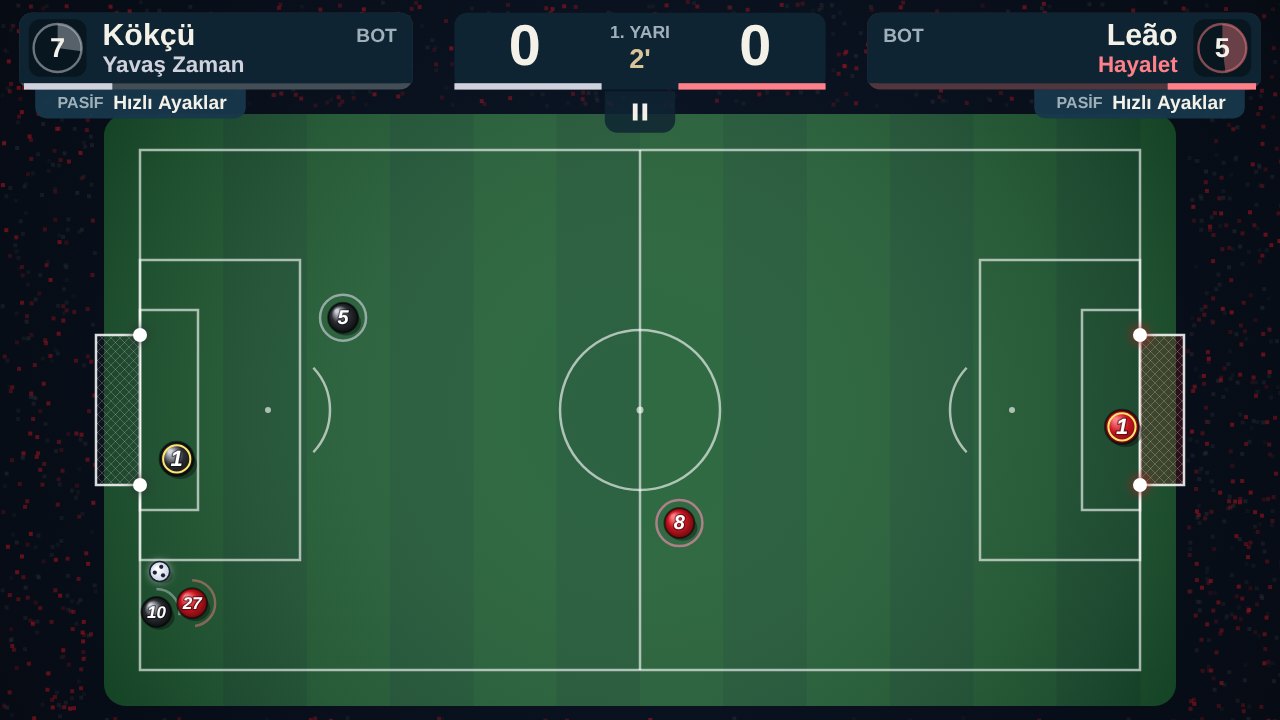 7
Kökçü
BOT
Yavaş Zaman
PASİF Hızlı Ayaklar
0
1. YARI
2'
0
BOT
Leão
Hayalet
5
PASİF Hızlı Ayaklar
5
1
1
8
27
10